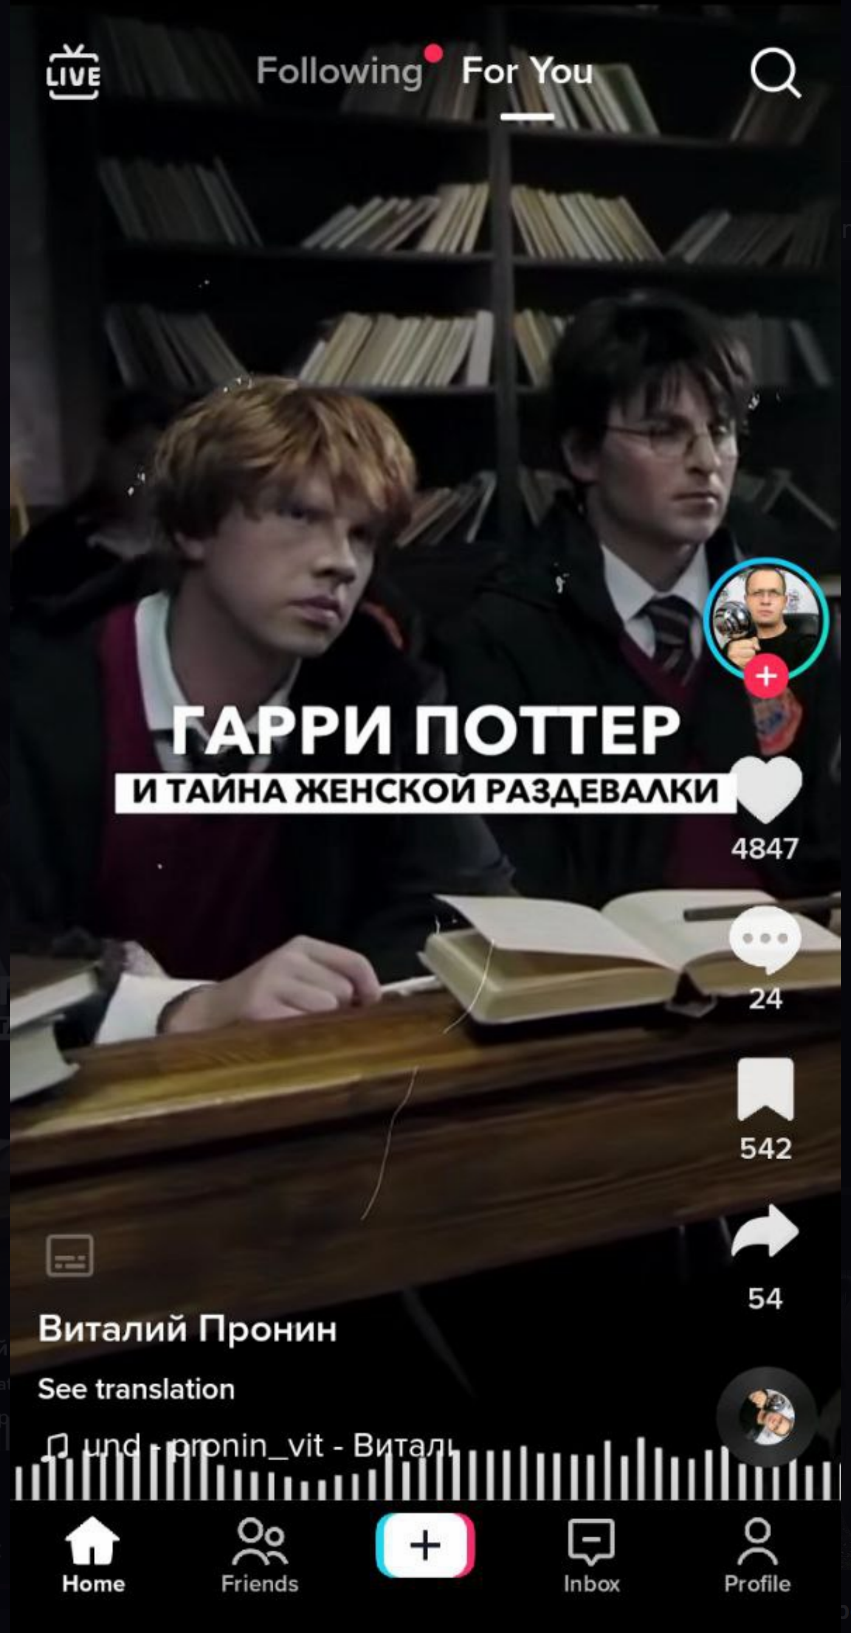 LIVE
Following For You
ГАРРИ ПОТТЕР
И ТАЙНА ЖЕНСКОЙ РАЗДЕВАЛКИ
4847
24
542
54
Виталий Пронин
See translation
und - pronin_vit - Виталь
Home Friends Inbox Profile